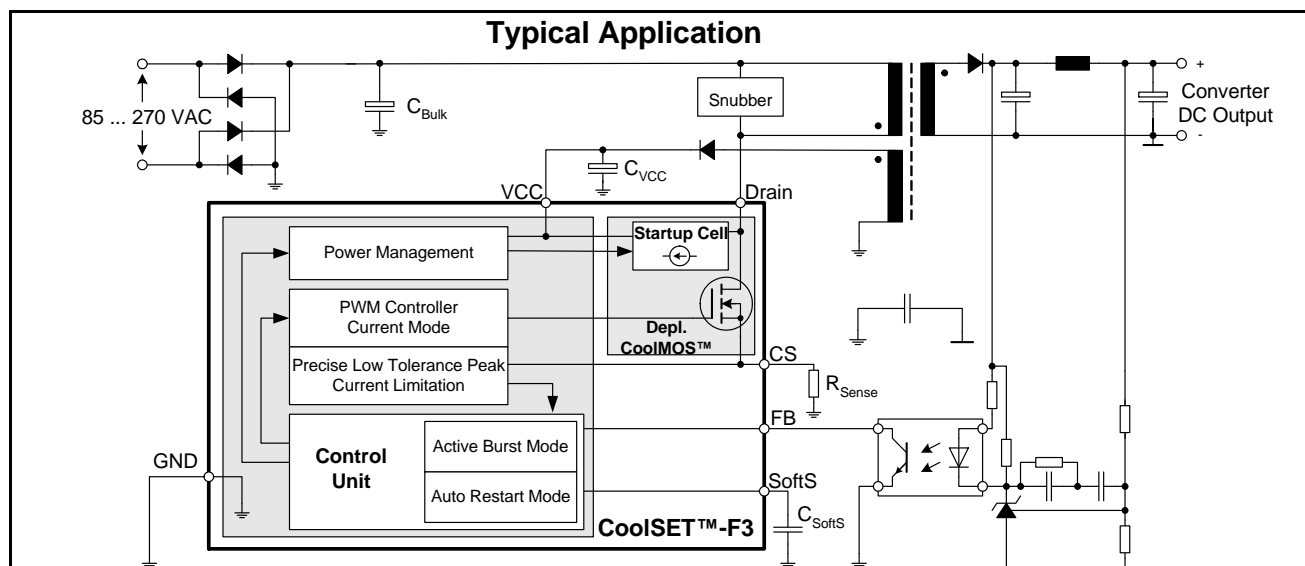 Typical Application
+
Snubber
Converter
DC Output
85 ... 270 VAC
C_Bulk
-
C_VCC
VCC
Drain
Startup Cell
Power Management
PWM Controller
Current Mode
Depl.
CoolMOS™
CS
Precise Low Tolerance Peak
Current Limitation
R_Sense
FB
Active Burst Mode
Control
Unit
GND
SoftS
Auto Restart Mode
C_SoftS
CoolSET™-F3